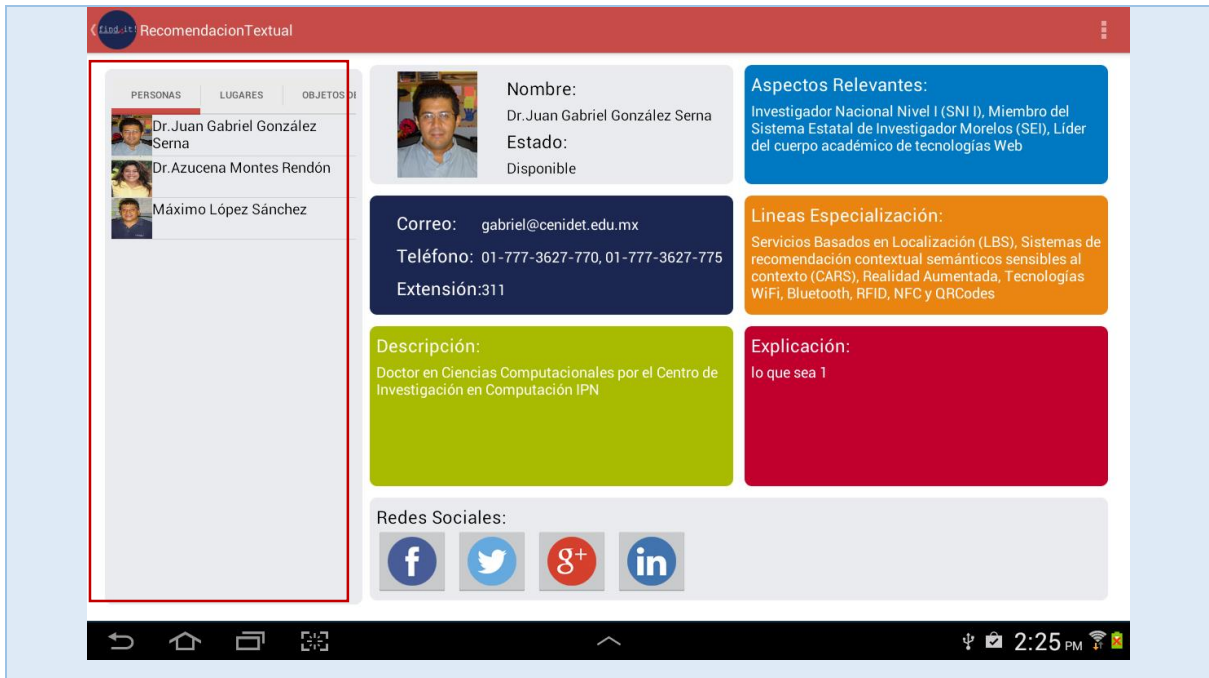 find it! RecomendacionTextual
PERSONAS LUGARES OBJETOS DE
Dr.Juan Gabriel González
Serna
Dr.Azucena Montes Rendón
Máximo López Sánchez
Nombre:
Dr.Juan Gabriel González Serna
Estado:
Disponible
Aspectos Relevantes:
Investigador Nacional Nivel I (SNI I), Miembro del
Sistema Estatal de Investigador Morelos (SEI), Líder
del cuerpo académico de tecnologías Web
Correo: gabriel@cenidet.edu.mx
Teléfono: 01-777-3627-770, 01-777-3627-775
Extensión:311
Lineas Especialización:
Servicios Basados en Localización (LBS), Sistemas de
recomendación contextual semánticos sensibles al
contexto (CARS), Realidad Aumentada, Tecnologías
WiFi, Bluetooth, RFID, NFC y QRCodes
Descripción:
Doctor en Ciencias Computacionales por el Centro de
Investigación en Computación IPN
Explicación:
lo que sea 1
Redes Sociales:
f g+ in
2:25 PM